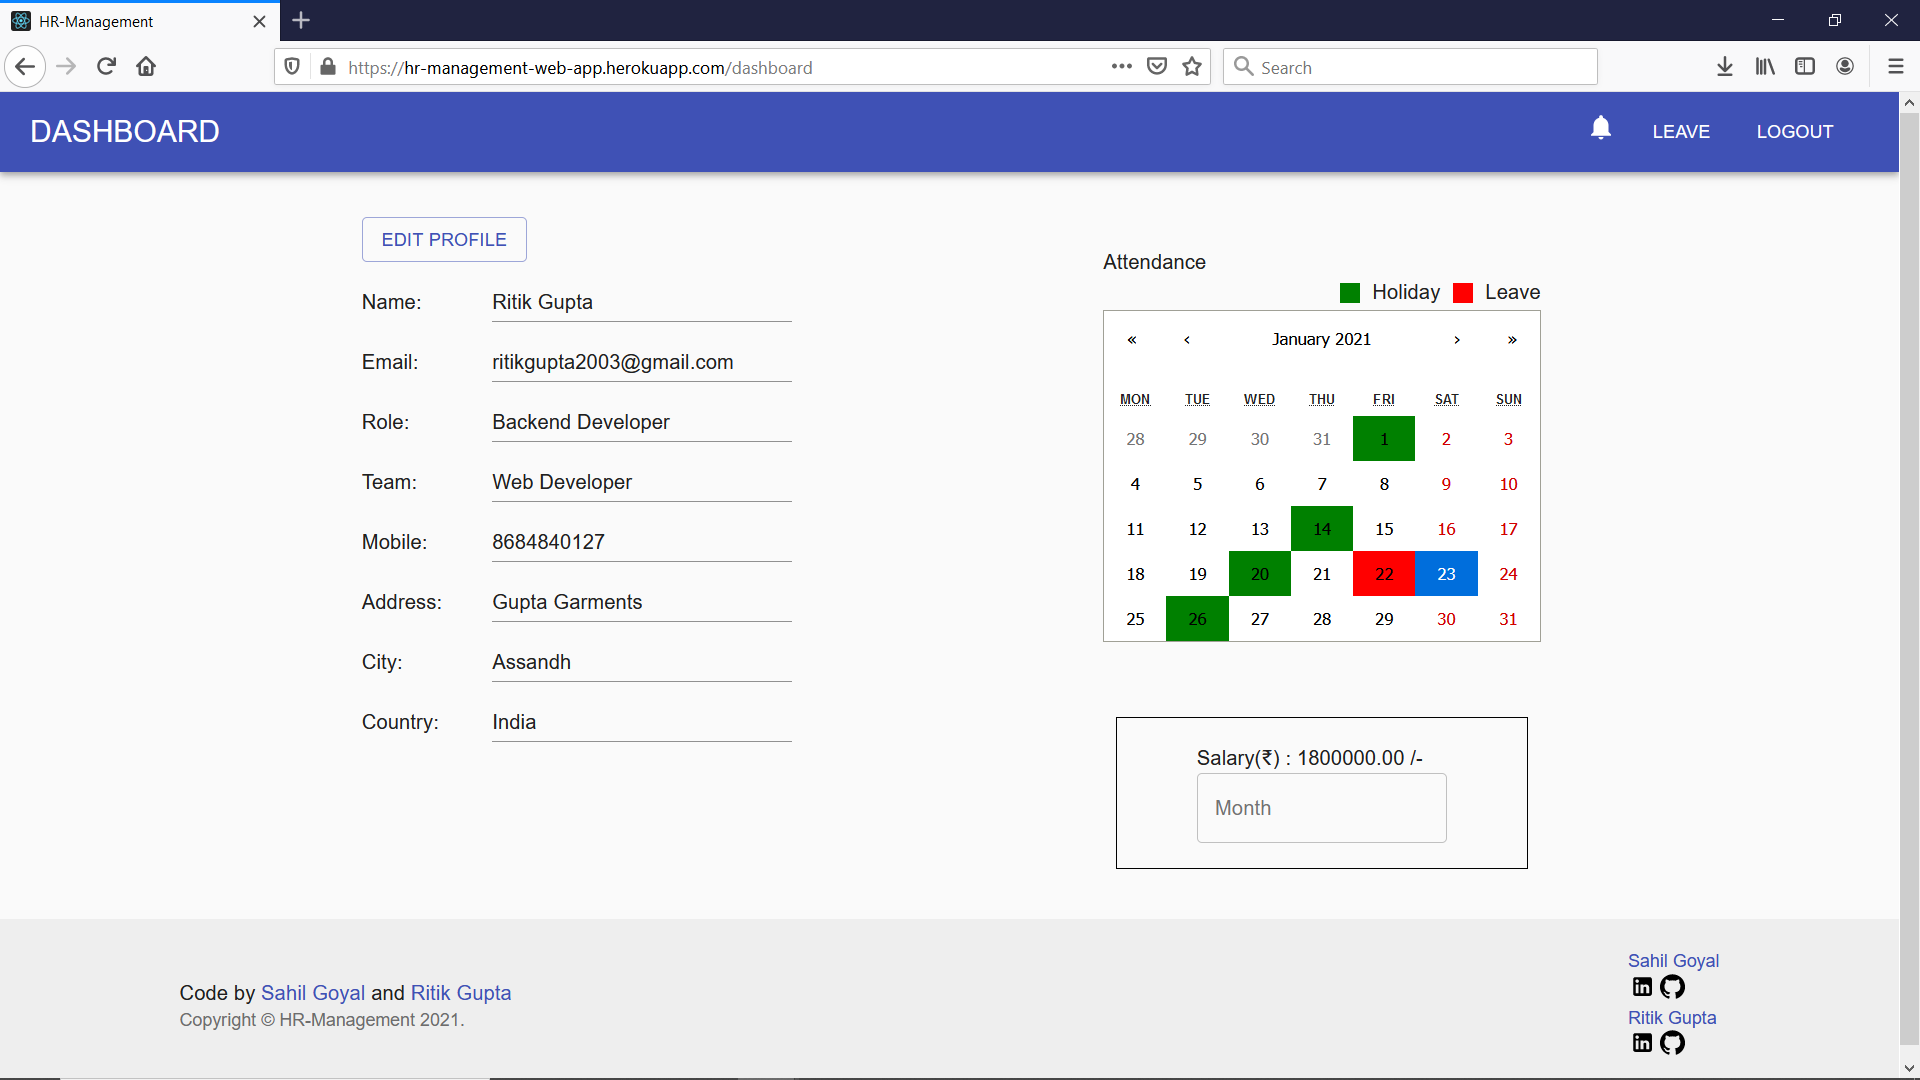 HR-Management
https://hr-management-web-app.herokuapp.com/dashboard
Search
DASHBOARD
LEAVE
LOGOUT
EDIT PROFILE
Name: Ritik Gupta
Email: ritikgupta2003@gmail.com
Role: Backend Developer
Team: Web Developer
Mobile: 8684840127
Address: Gupta Garments
City: Assandh
Country: India
Attendance
Holiday Leave
« ‹ January 2021 › »
MON TUE WED THU FRI SAT SUN
28 29 30 31 1 2 3
4 5 6 7 8 9 10
11 12 13 14 15 16 17
18 19 20 21 22 23 24
25 26 27 28 29 30 31
Salary(₹) : 1800000.00 /-
Month
Code by Sahil Goyal and Ritik Gupta
Copyright © HR-Management 2021.
Sahil Goyal
Ritik Gupta